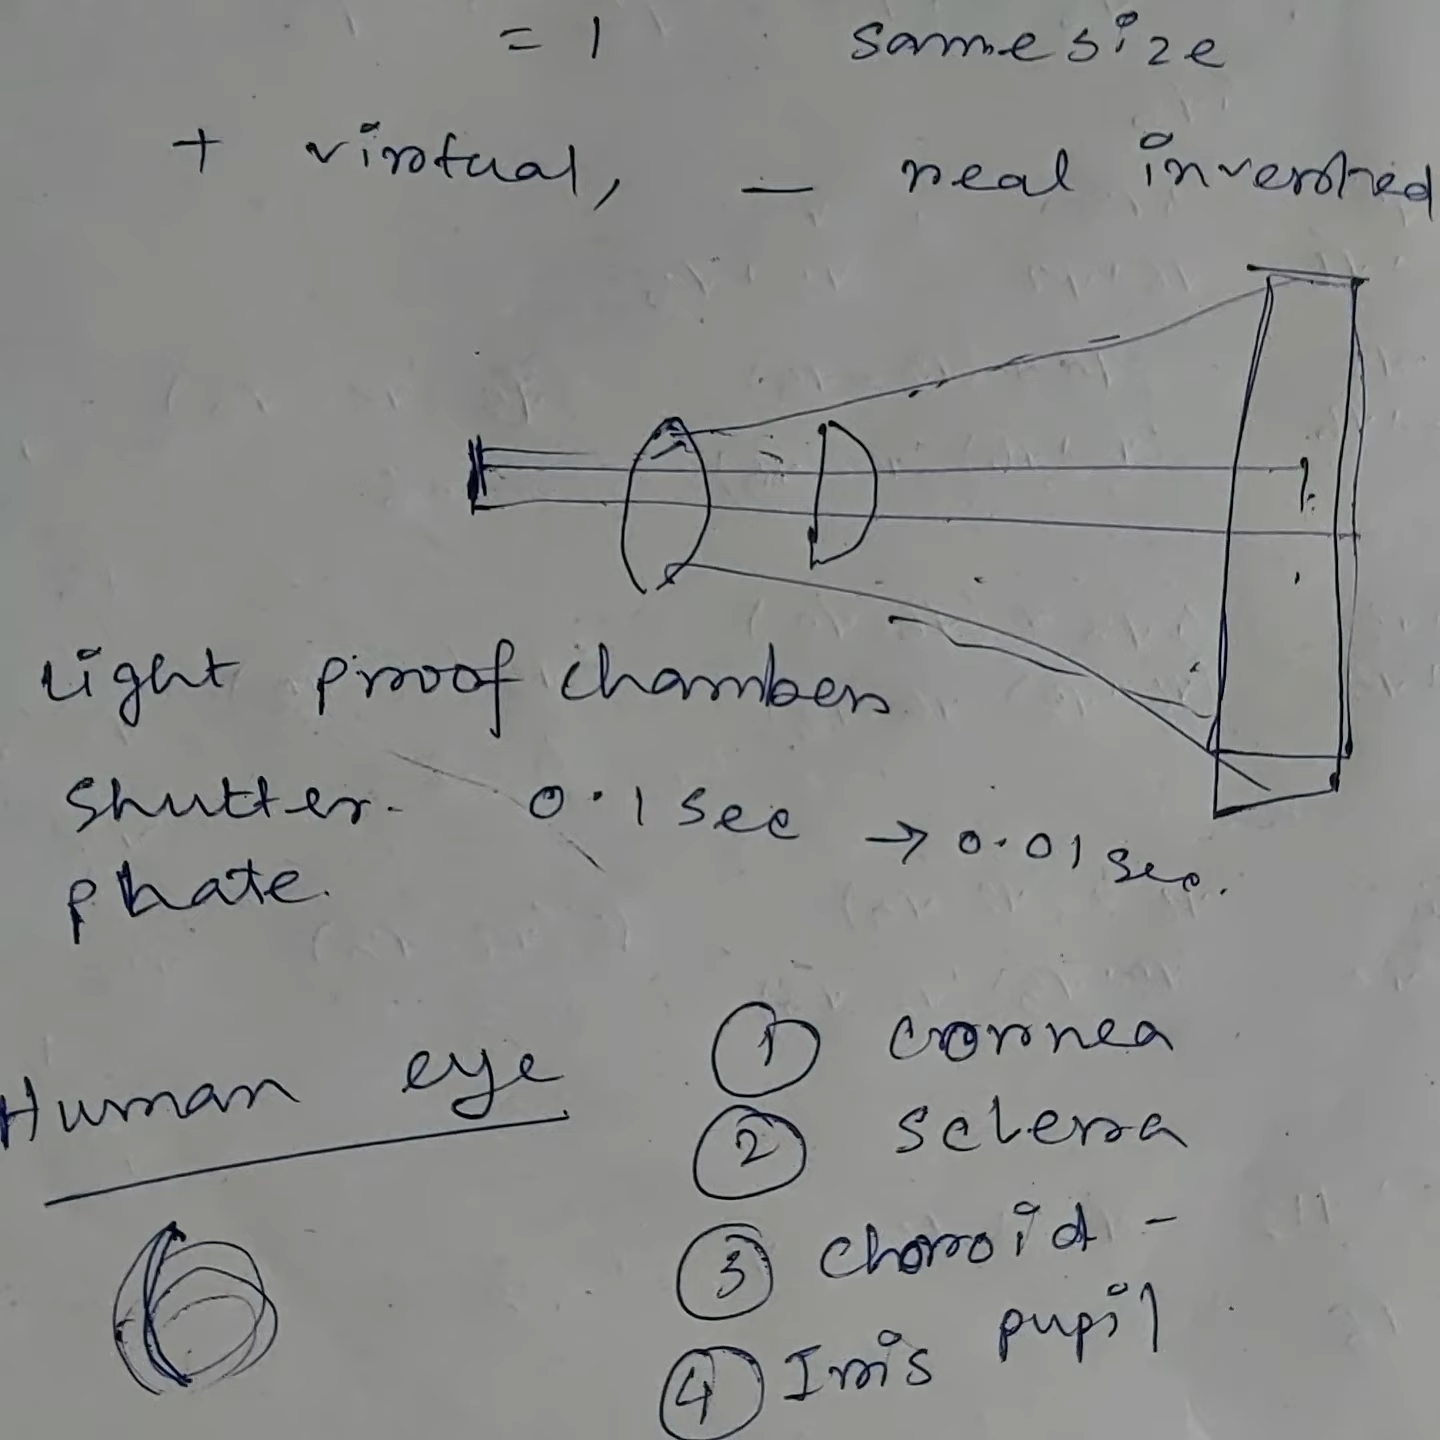 = 1 same size
+ virtual, — real inverted
Light proof chamber
Shutter. 0.1 sec → 0.01 sec.
plate.
Human eye
① cornea
② sclera
③ choroid -
pupil
④ Iris